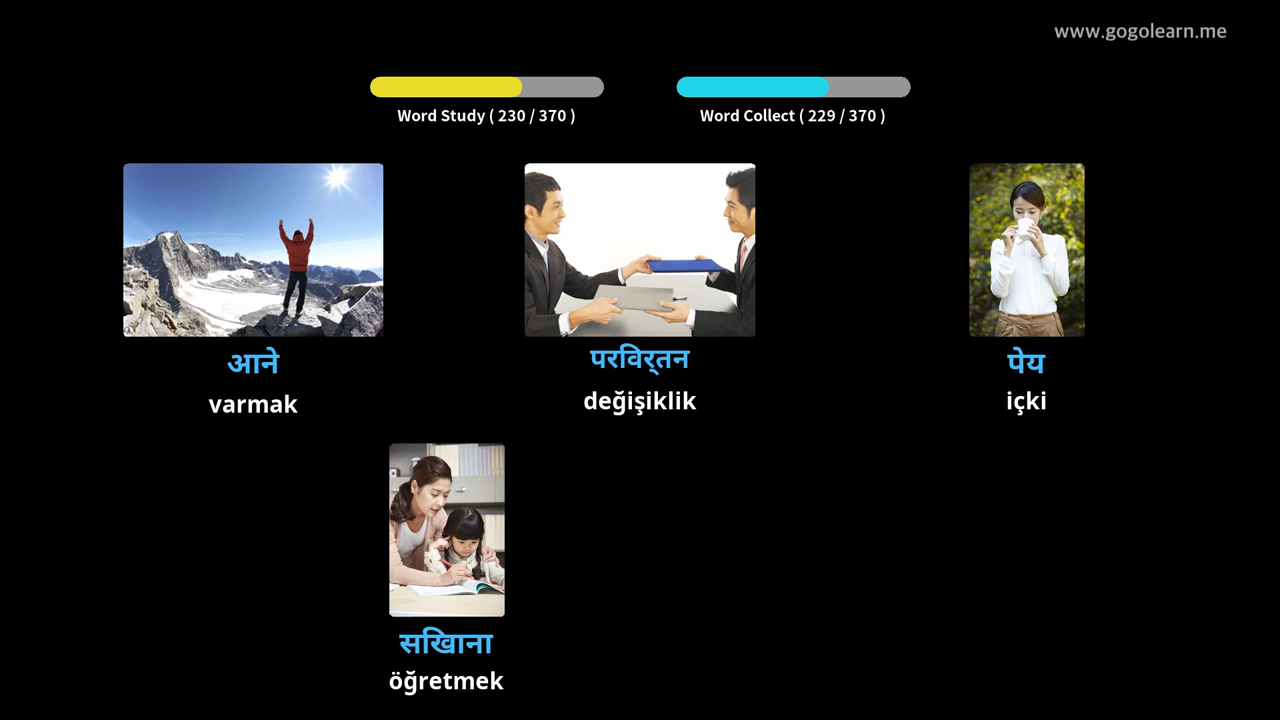 www.gogolearn.me
Word Study ( 230 / 370 )
Word Collect ( 229 / 370 )
आने
परविर्तन
पेय
varmak
değişiklik
içki
सखिाना
öğretmek